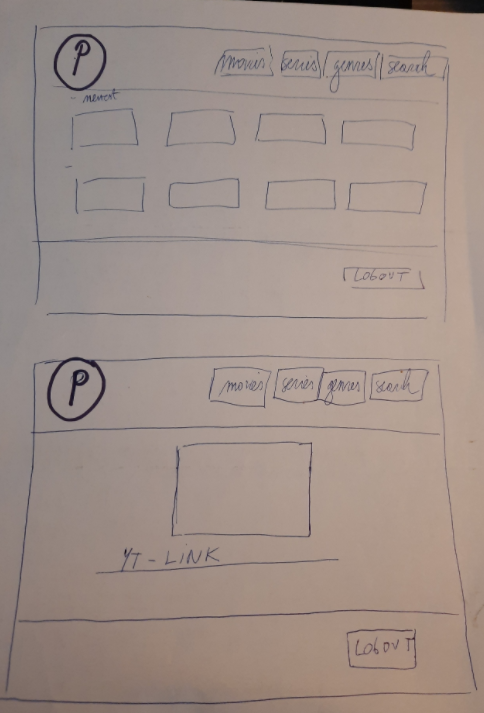 P
movies series genres search
- newest
LOGOUT
P
movies series genres search
YT - LINK
LOGOUT